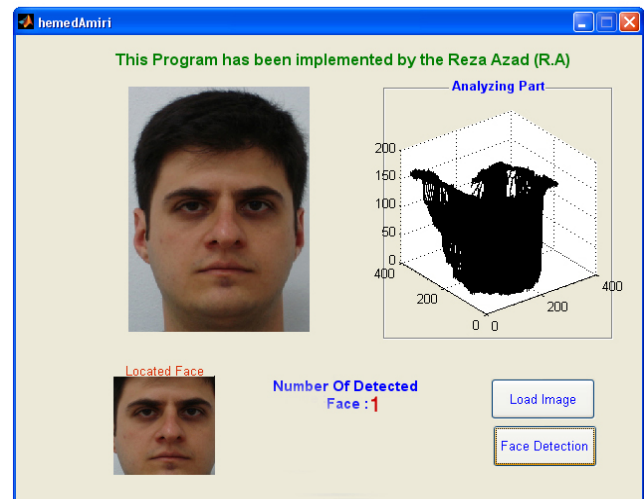 hemedAmiri
This Program has been implemented by the Reza Azad (R.A)
Analyzing Part
200
150
100
50
0
400
200
0
0
200
400
Located Face
Number Of Detected
Face : 1
Load Image
Face Detection